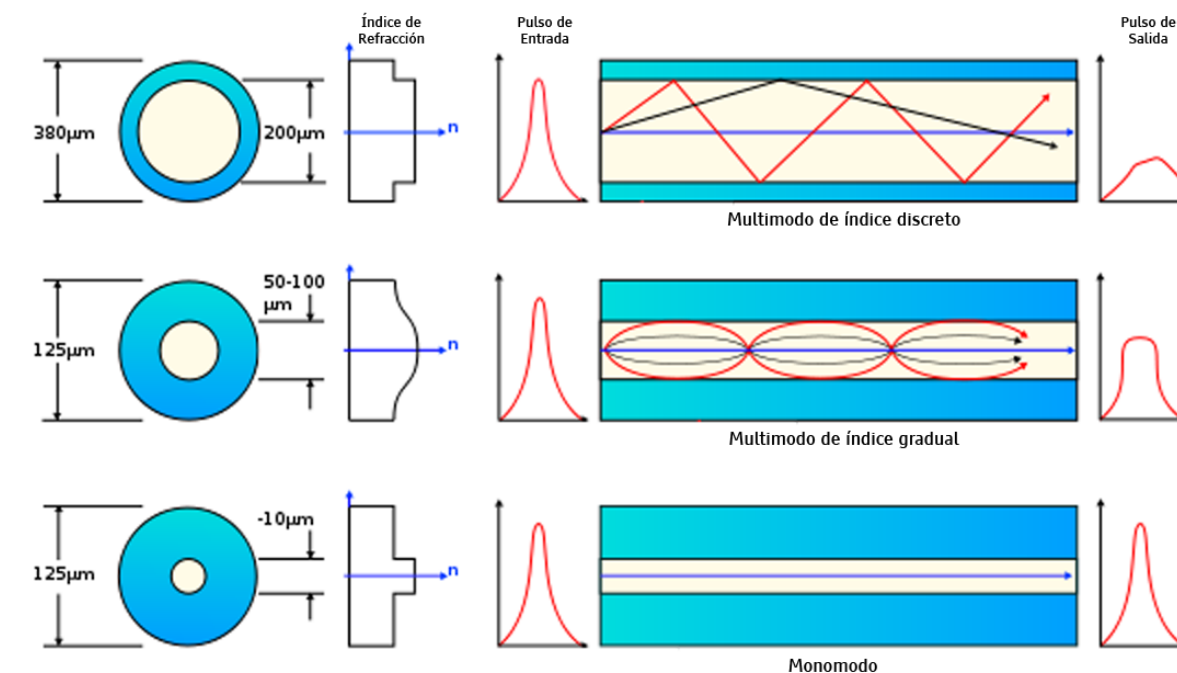 Índice de
Refracción
Pulso de
Entrada
Pulso de
Salida
380µm
200µm
n
Multimodo de índice discreto
50-100
µm
125µm
n
Multimodo de índice gradual
-10µm
125µm
n
Monomodo